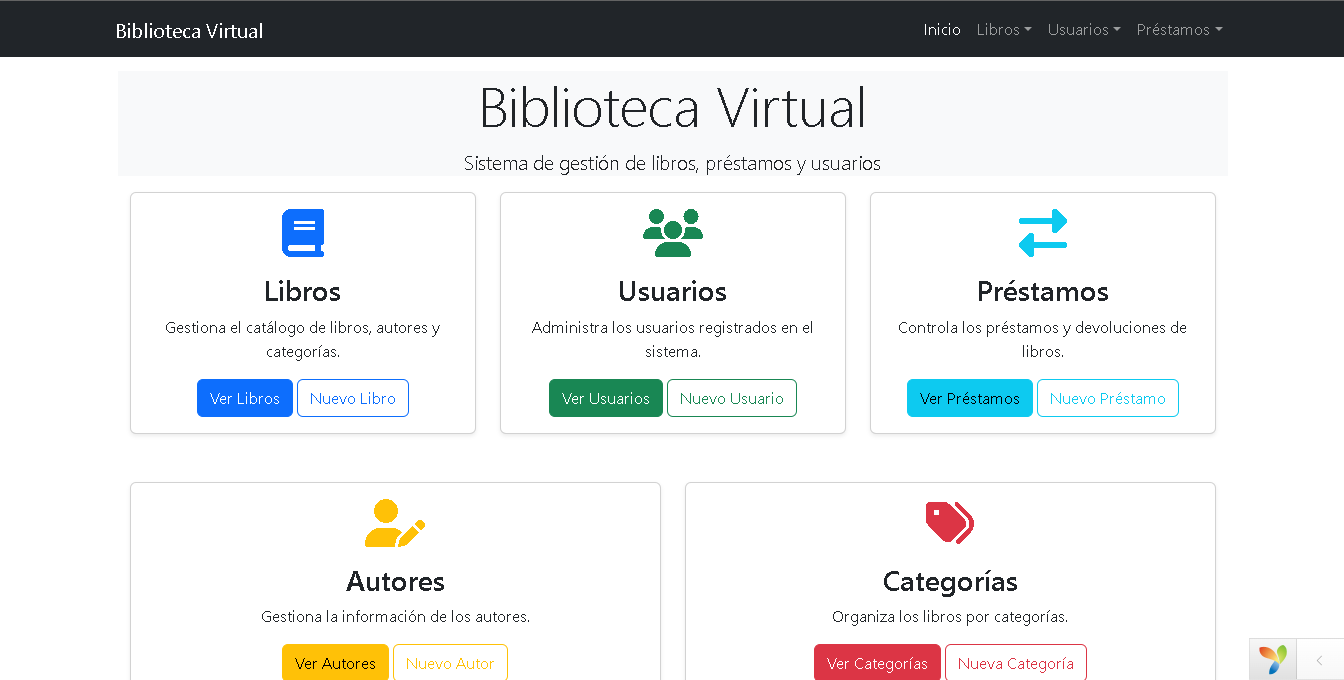 Biblioteca Virtual
Inicio Libros Usuarios Préstamos
Biblioteca Virtual
Sistema de gestión de libros, préstamos y usuarios
Libros
Gestiona el catálogo de libros, autores y
categorías.
Ver Libros Nuevo Libro
Usuarios
Administra los usuarios registrados en el
sistema.
Ver Usuarios Nuevo Usuario
Préstamos
Controla los préstamos y devoluciones de
libros.
Ver Préstamos Nuevo Préstamo
Autores
Gestiona la información de los autores.
Ver Autores Nuevo Autor
Categorías
Organiza los libros por categorías.
Ver Categorías Nueva Categoría